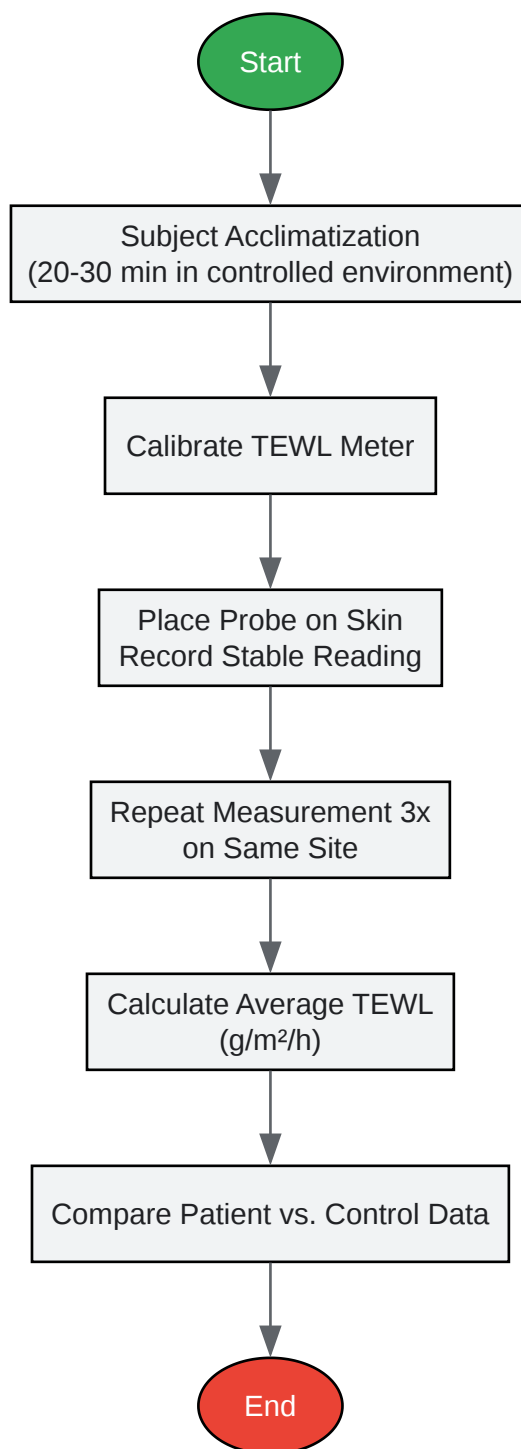 Start
Subject Acclimatization
(20-30 min in controlled environment)
Calibrate TEWL Meter
Place Probe on Skin
Record Stable Reading
Repeat Measurement 3x
on Same Site
Calculate Average TEWL
(g/m²/h)
Compare Patient vs. Control Data
End